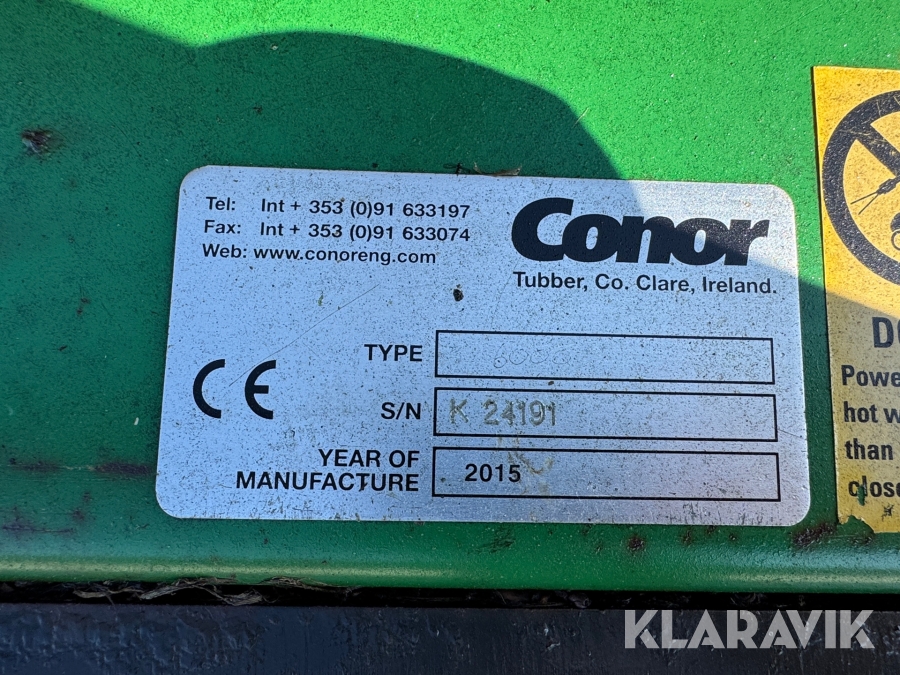 Tel: Int + 353 (0)91 633197
Fax: Int + 353 (0)91 633074
Web: www.conoreng.com
Conor
Tubber, Co. Clare, Ireland.
CE
TYPE
S/N K 24191
YEAR OF
MANUFACTURE 2015
Powe
hot w
than
close
KLARAVIK